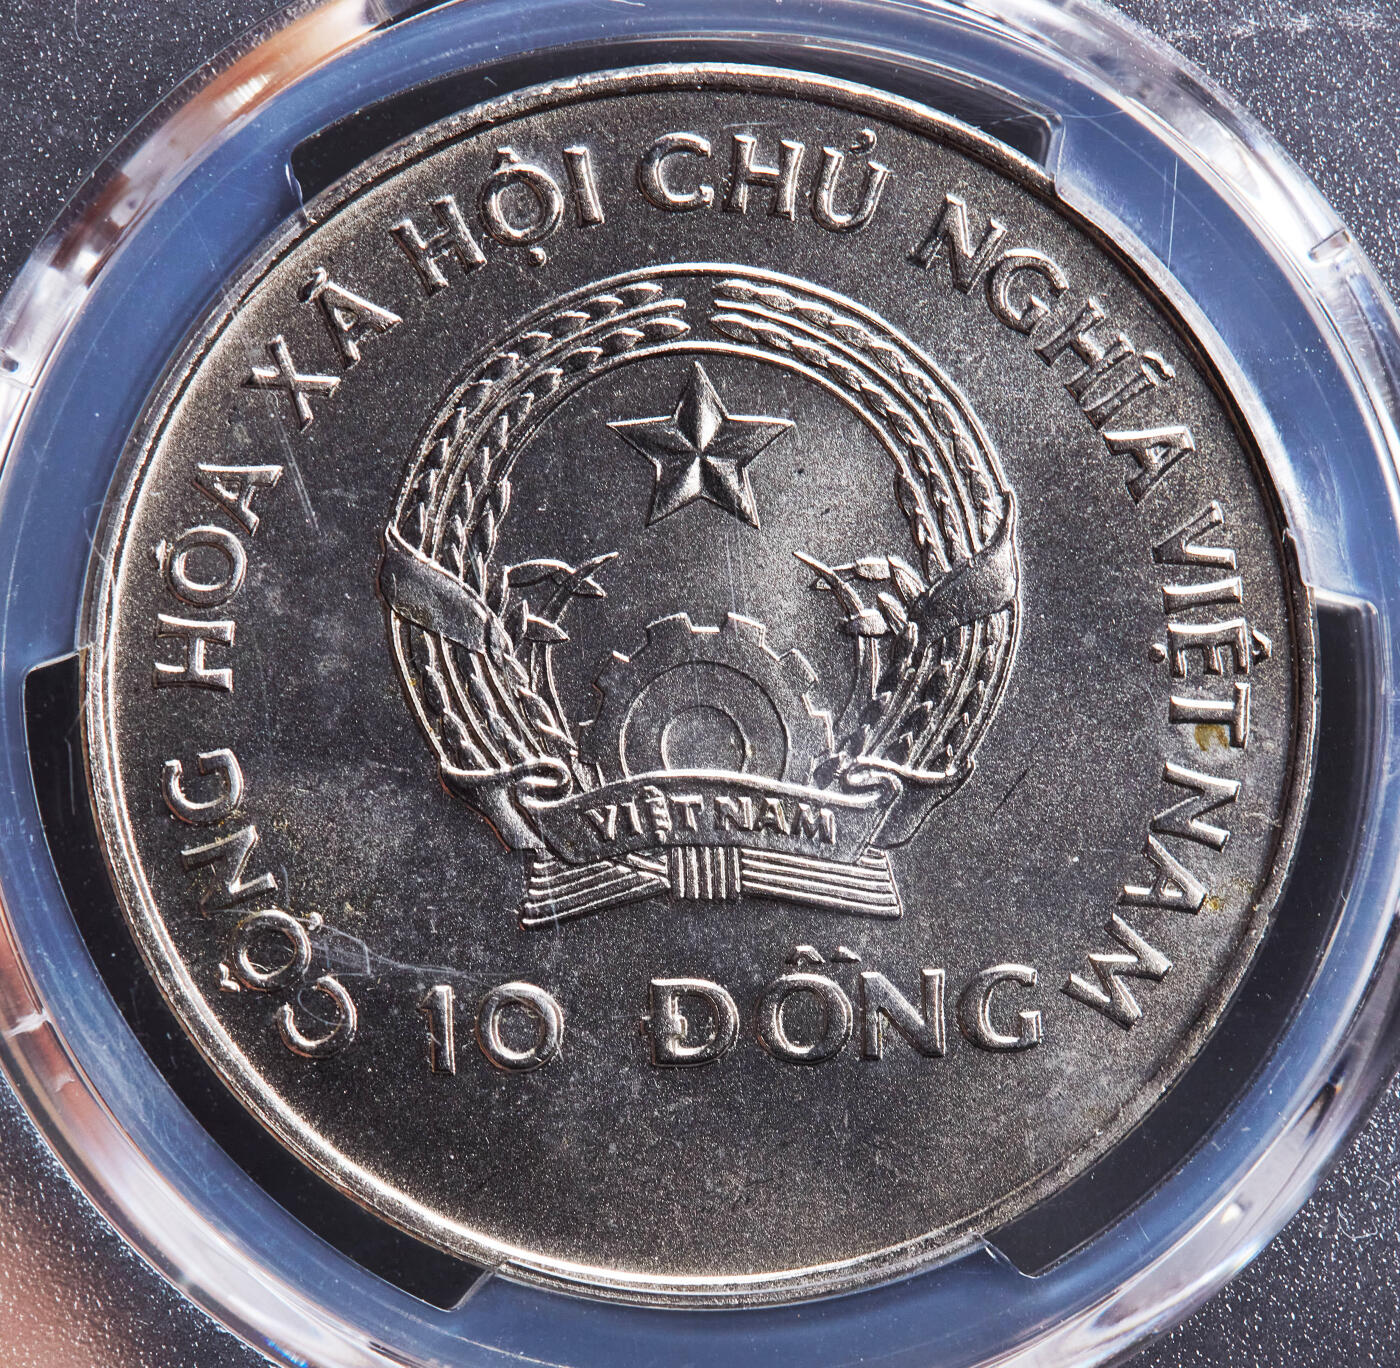 CỘNG HÒA XÃ HỘI CHỦ NGHĨA VIỆT NAM
VIỆT NAM
10 ĐỒNG